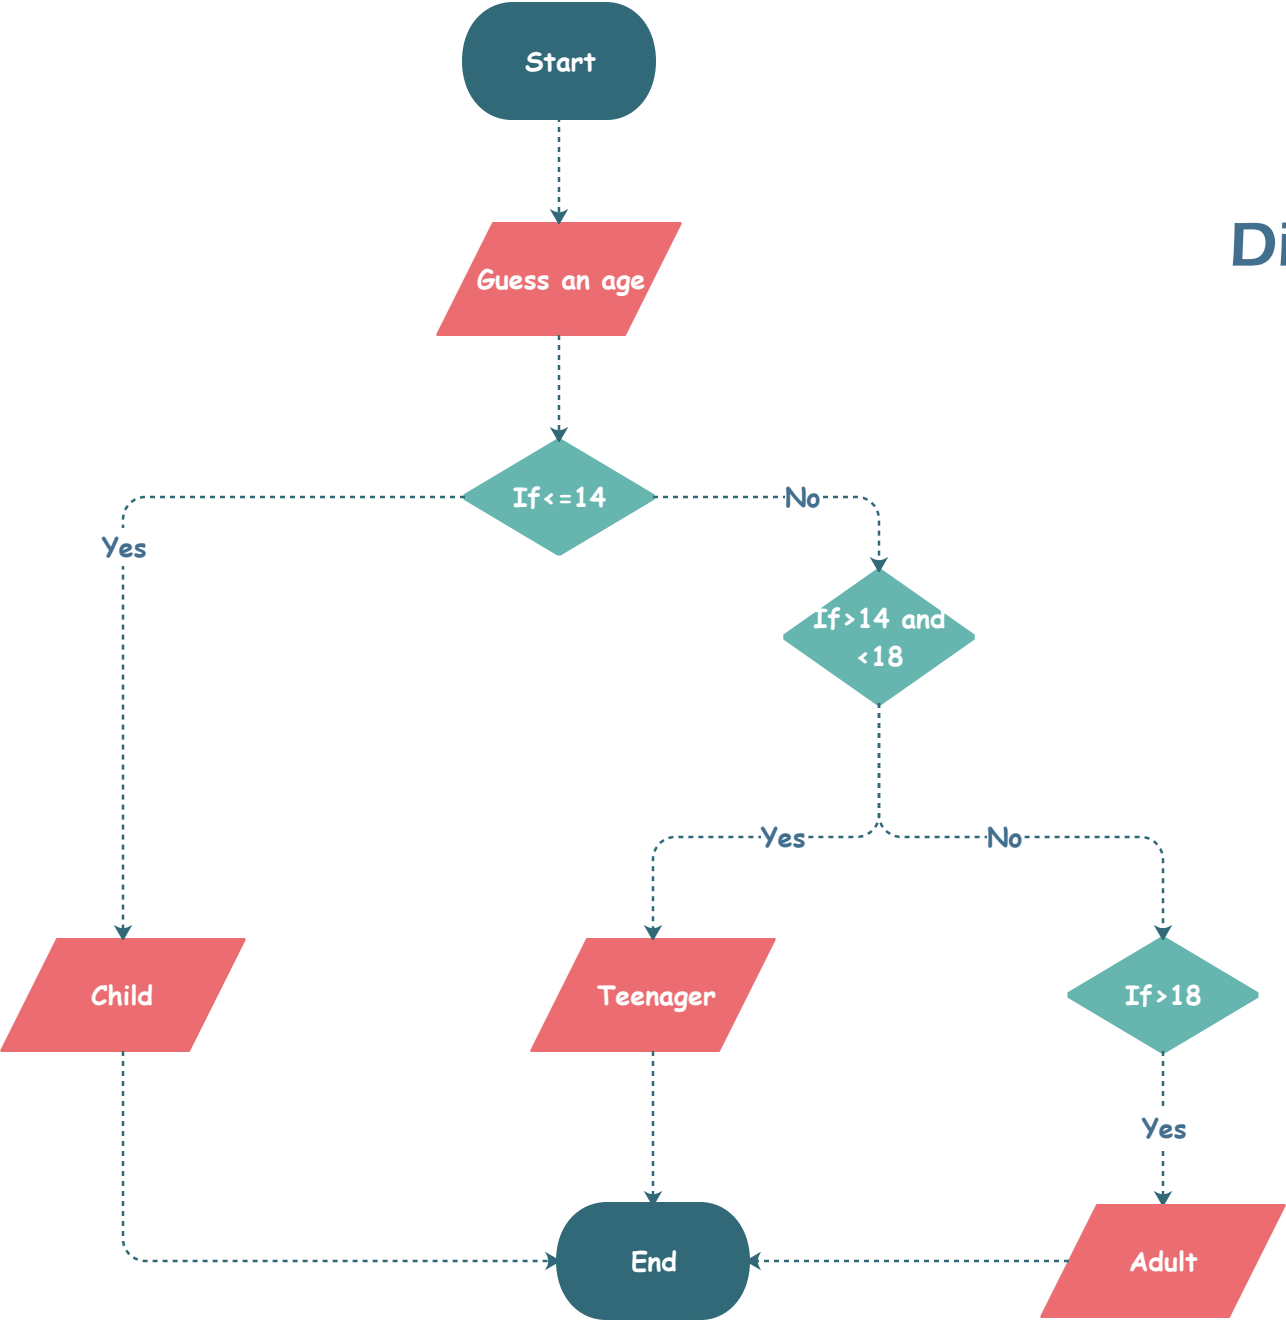 Start
Di
Guess an age
If<=14
No
Yes
If>14 and
<18
Yes
No
Child
Teenager
If>18
Yes
End
Adult